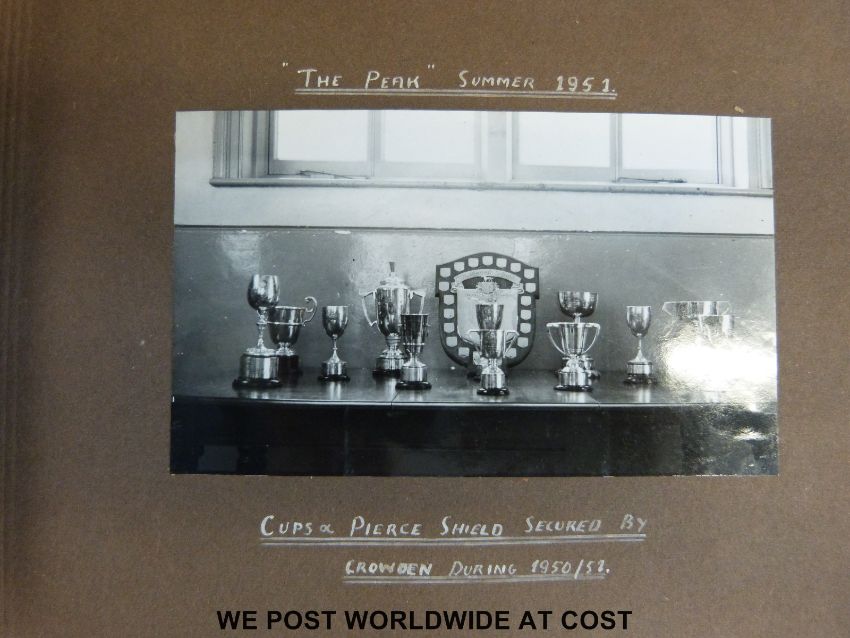 "THE PEAK" SUMMER 1951.
CUPS & PIERCE SHIELD SECURED BY
CROWDEN DURING 1950/51.
WE POST WORLDWIDE AT COST